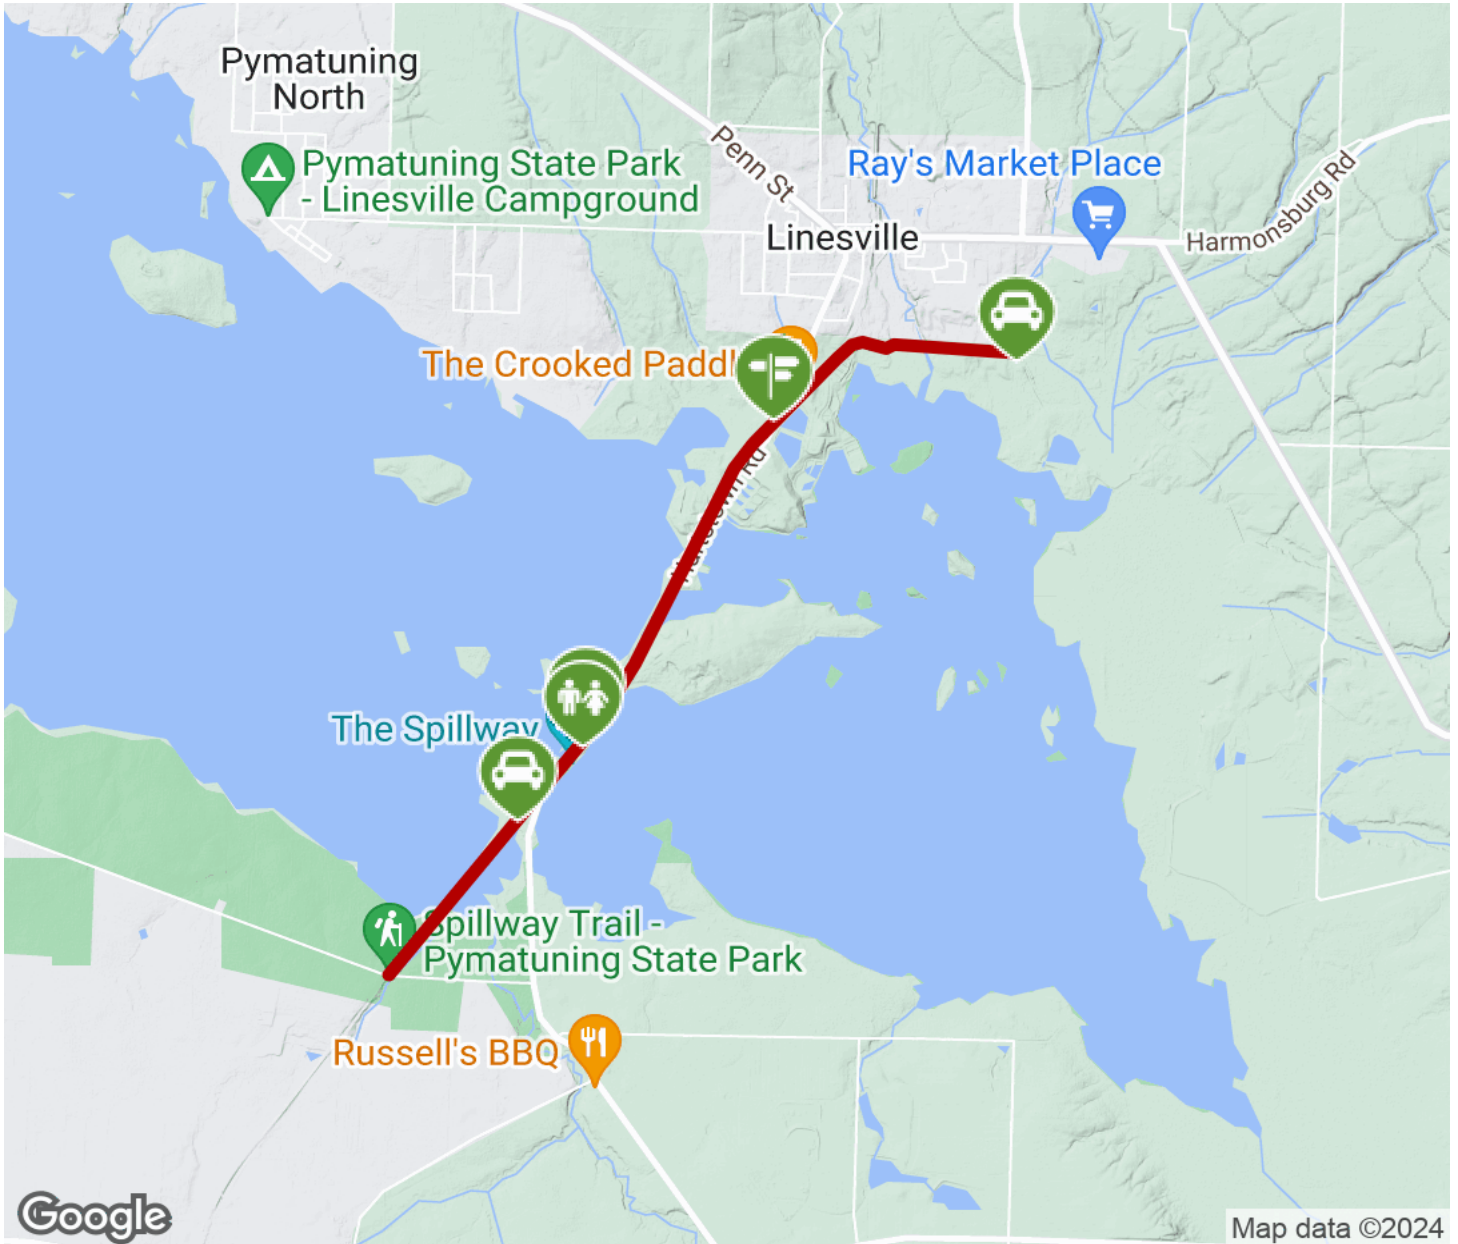 Pymatuning
North
Pymatuning State Park
- Linesville Campground
Penn St
Ray's Market Place
Harmonsburg Rd
Linesville
The Crooked Paddl
The Spillway
Spillway Trail -
Pymatuning State Park
Russell's BBQ
Google
Map data ©2024